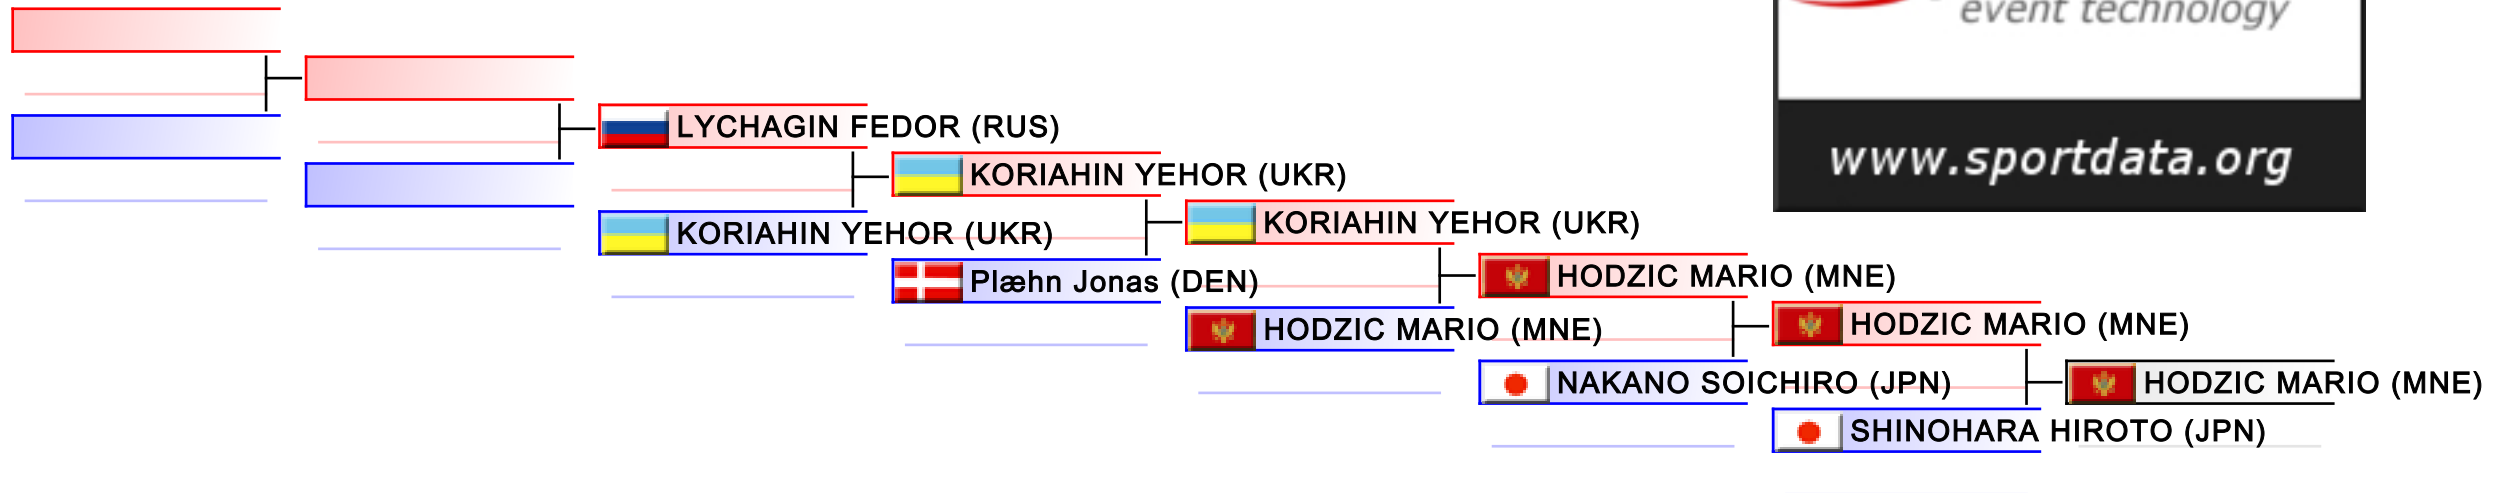 event technology
LYCHAGIN FEDOR (RUS)
www.sportdata.org
KORIAHIN YEHOR (UKR)
KORIAHIN YEHOR (UKR)
KORIAHIN YEHOR (UKR)
Plæhn Jonas (DEN)
HODZIC MARIO (MNE)
HODZIC MARIO (MNE)
HODZIC MARIO (MNE)
NAKANO SOICHIRO (JPN)
HODZIC MARIO (MNE)
SHINOHARA HIROTO (JPN)